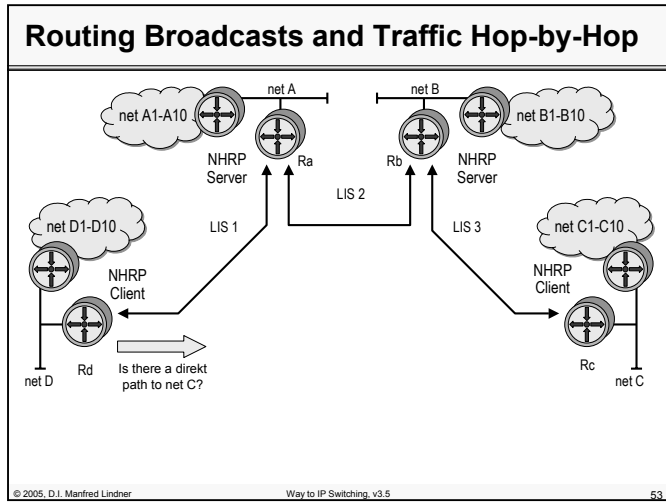 Routing Broadcasts and Traffic Hop-by-Hop
net A
net B
net A1-A10
net B1-B10
NHRP
Server
Ra
Rb
NHRP
Server
LIS 2
net D1-D10
LIS 1
LIS 3
net C1-C10
NHRP
Client
NHRP
Client
Rd
Is there a direkt
path to net C?
Rc
net D
net C
© 2005, D.I. Manfred Lindner
Way to IP Switching, v3.5
53